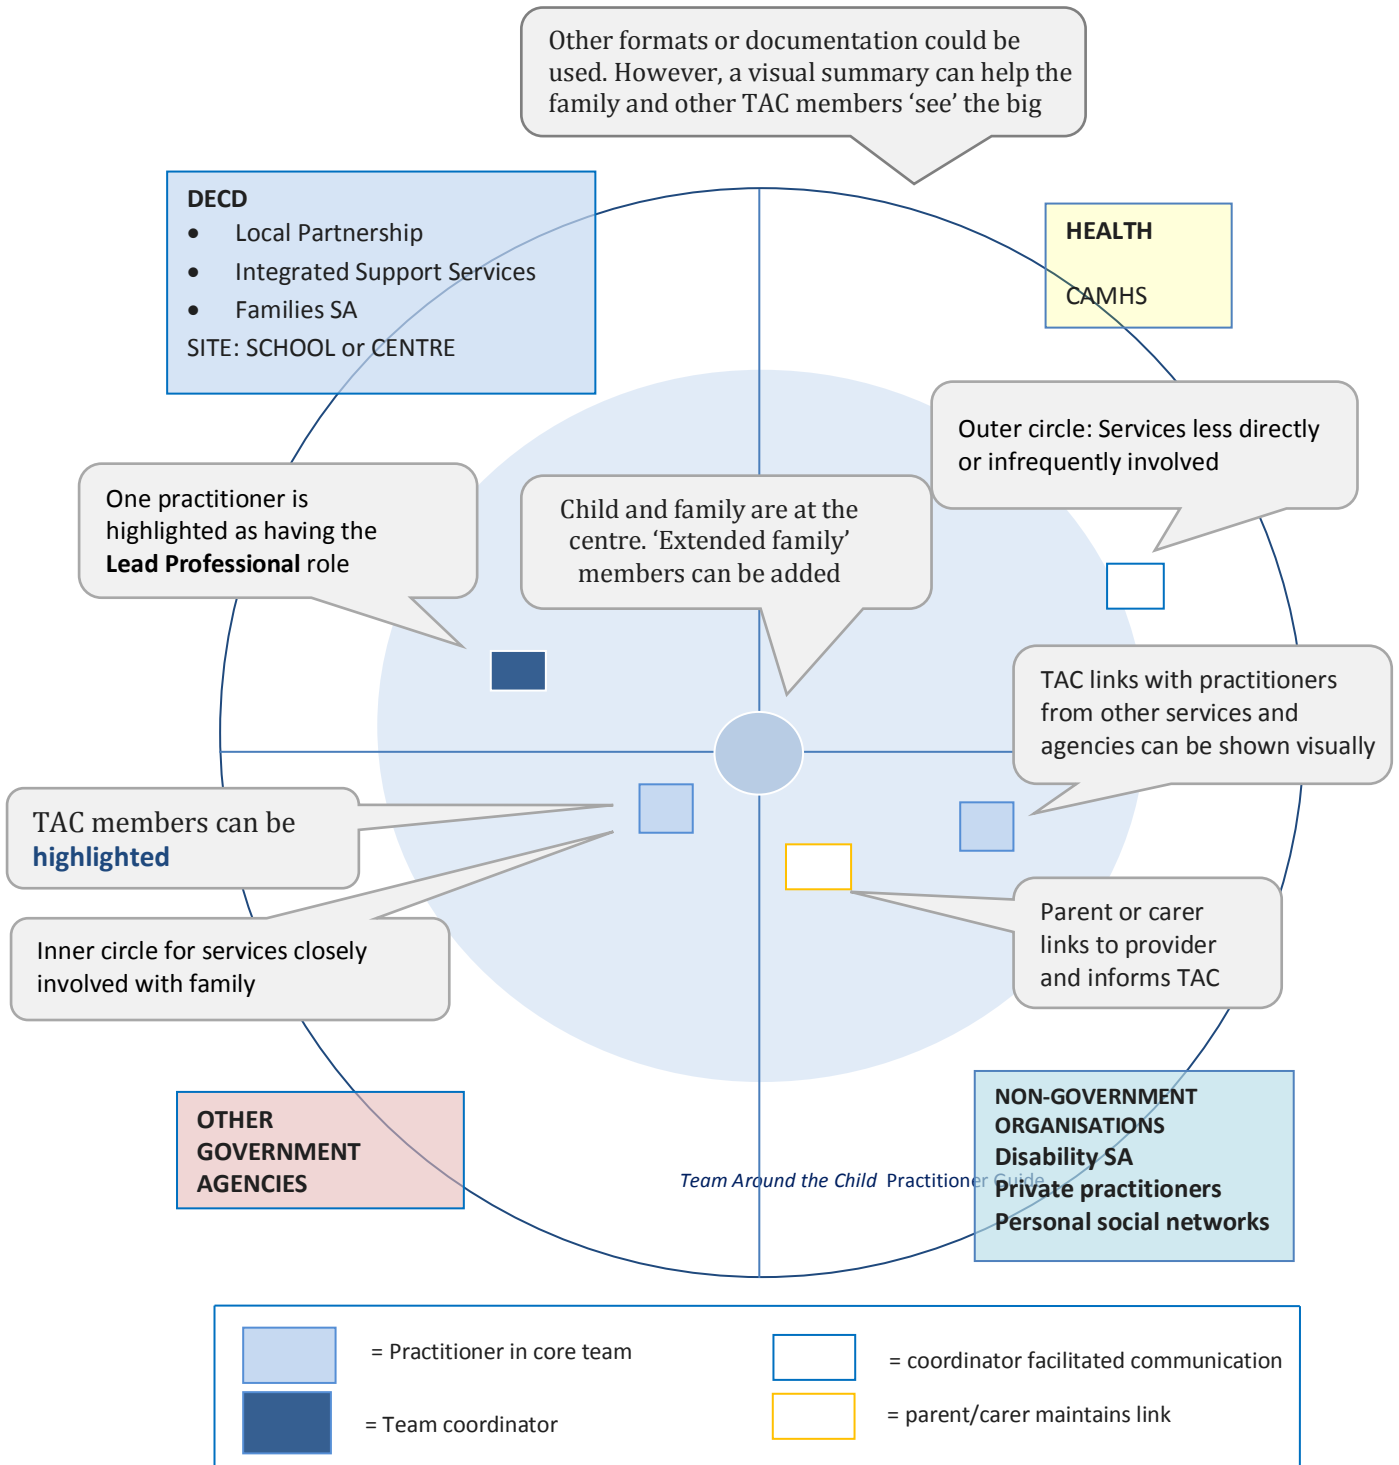 Other formats or documentation could be
used. However, a visual summary can help the
family and other TAC members ‘see’ the big
DECD
• Local Partnership
• Integrated Support Services
• Families SA
SITE: SCHOOL or CENTRE
HEALTH
CAMHS
Outer circle: Services less directly
or infrequently involved
One practitioner is
highlighted as having the
Lead Professional role
Child and family are at the
centre. ‘Extended family’
members can be added
TAC links with practitioners
from other services and
agencies can be shown visually
TAC members can be
highlighted
Inner circle for services closely
involved with family
Parent or carer
links to provider
and informs TAC
OTHER
GOVERNMENT
AGENCIES
NON-GOVERNMENT
ORGANISATIONS
Disability SA
Private practitioners
Personal social networks
Team Around the Child Practitioner Guide
= Practitioner in core team
= coordinator facilitated communication
= Team coordinator
= parent/carer maintains link